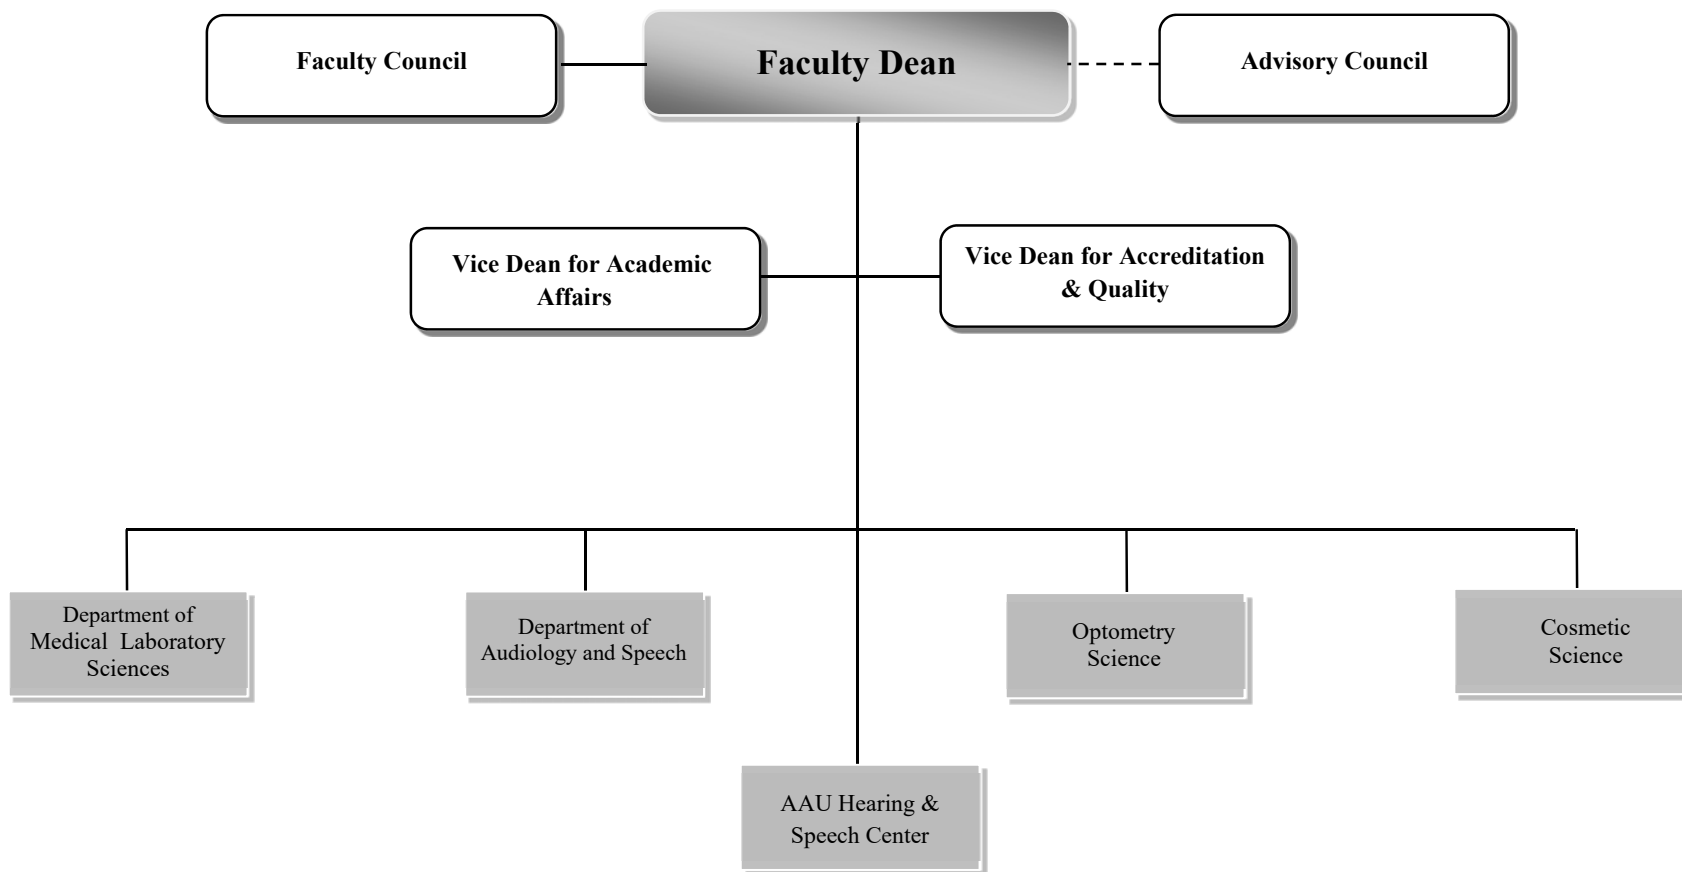 Faculty Council
Faculty Dean
Advisory Council
Vice Dean for Academic
Affairs
Vice Dean for Accreditation
& Quality
Department of
Medical Laboratory
Sciences
Department of
Audiology and Speech
Optometry
Science
Cosmetic
Science
AAU Hearing &
Speech Center